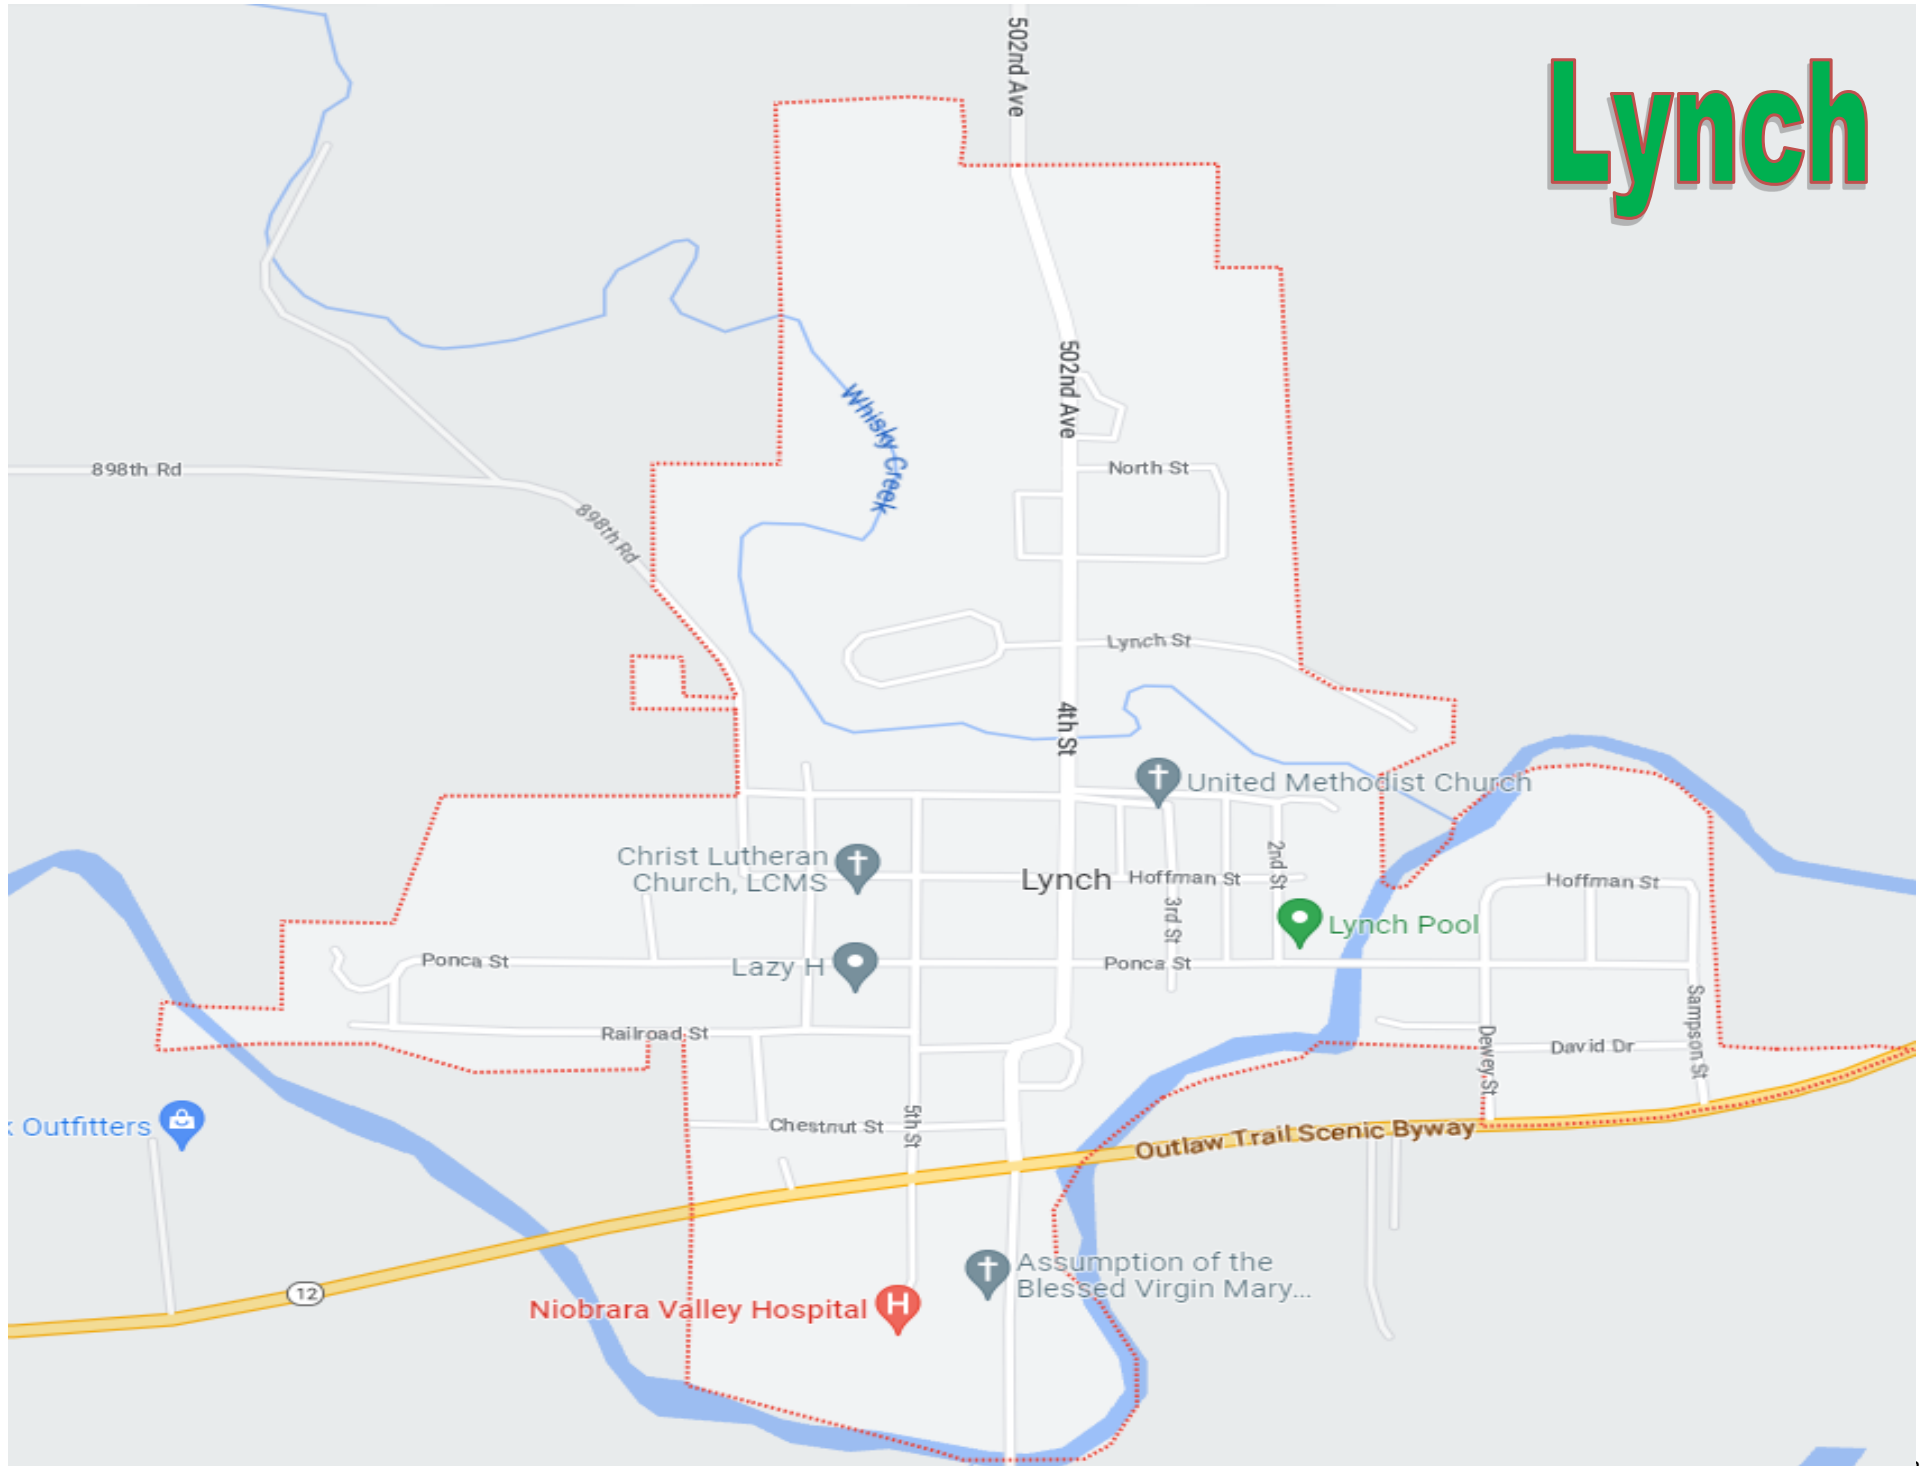 502nd Ave
Lynch
502nd Ave
Whisky Creek
898th Rd
North St
898th Rd
Lynch St
4th St
United Methodist Church
Christ Lutheran
Church, LCMS
Lynch
Hoffman St
2nd St
Hoffman St
3rd St
Lynch Pool
Ponca St
Lazy H
Ponca St
Sampson St
Railroad St
Dewey St
David Dr
k Outfitters
5th St
Chestnut St
Outlaw Trail Scenic Byway
12
Assumption of the
Blessed Virgin Mary...
Niobrara Valley Hospital
H